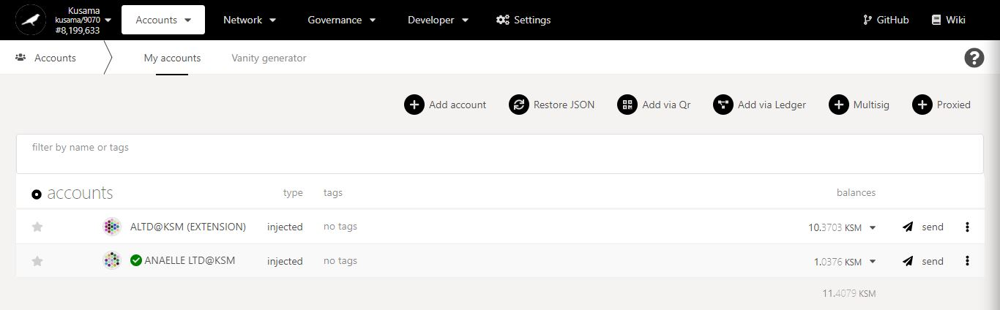 Kusama
kusama/9070
#8,199,633
Accounts
Network
Governance
Developer
Settings
GitHub
Wiki
Accounts
My accounts
Vanity generator
?
Add account
Restore JSON
Add via Qr
Add via Ledger
Multisig
Proxied
filter by name or tags
accounts type tags balances
ALTD@KSM (EXTENSION) injected no tags 10.3703 KSM send
ANAELLE LTD@KSM injected no tags 1.0376 KSM send
11.4079 KSM